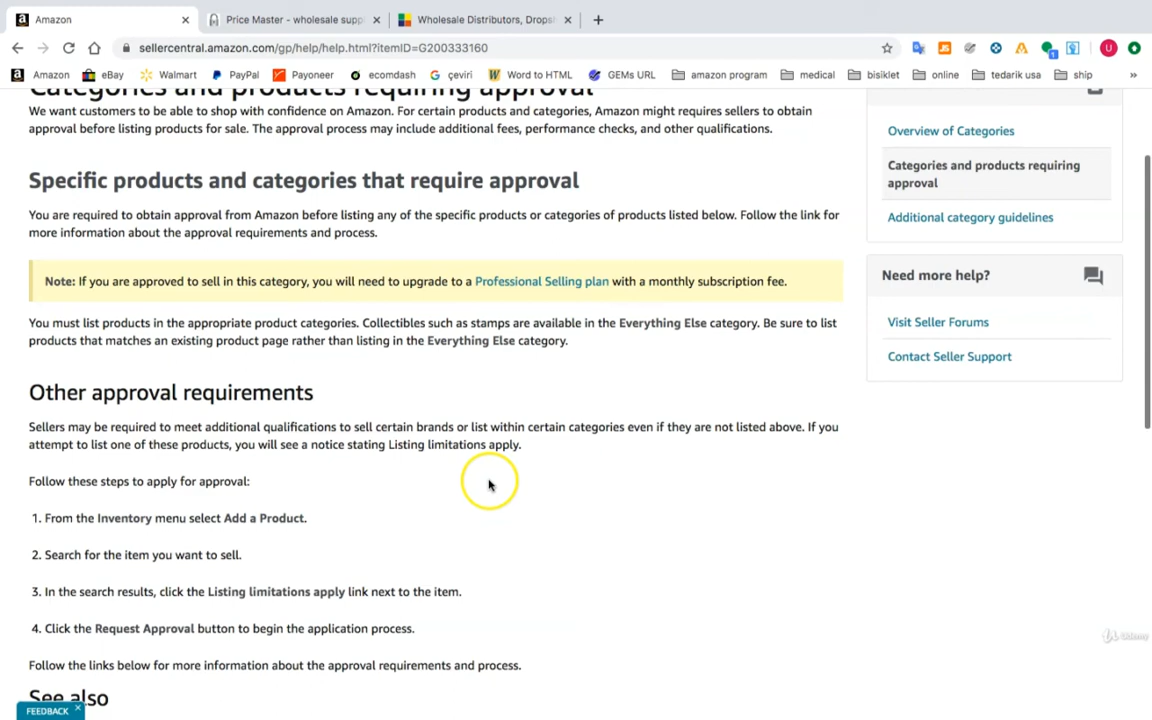 Amazon
Price Master - wholesale supp
Wholesale Distributors, Dropsh
sellercentral.amazon.com/gp/help/help.html?itemID=G200333160
Amazon
eBay
Walmart
PayPal
Payoneer
ecomdash
çeviri
Word to HTML
GEMs URL
amazon program
medical
bisiklet
online
tedarik usa
ship
»
Categories and products requiring approval
We want customers to be able to shop with confidence on Amazon. For certain products and categories, Amazon might requires sellers to obtain
approval before listing products for sale. The approval process may include additional fees, performance checks, and other qualifications.
Specific products and categories that require approval
You are required to obtain approval from Amazon before listing any of the specific products or categories of products listed below. Follow the link for
more information about the approval requirements and process.
Note: If you are approved to sell in this category, you will need to upgrade to a Professional Selling plan with a monthly subscription fee.
You must list products in the appropriate product categories. Collectibles such as stamps are available in the Everything Else category. Be sure to list
products that matches an existing product page rather than listing in the Everything Else category.
Other approval requirements
Sellers may be required to meet additional qualifications to sell certain brands or list within certain categories even if they are not listed above. If you
attempt to list one of these products, you will see a notice stating Listing limitations apply.
Follow these steps to apply for approval:
1. From the Inventory menu select Add a Product.
2. Search for the item you want to sell.
3. In the search results, click the Listing limitations apply link next to the item.
4. Click the Request Approval button to begin the application process.
Follow the links below for more information about the approval requirements and process.
See also
FEEDBACK
Overview of Categories
Categories and products requiring
approval
Additional category guidelines
Need more help?
Visit Seller Forums
Contact Seller Support
Udemy